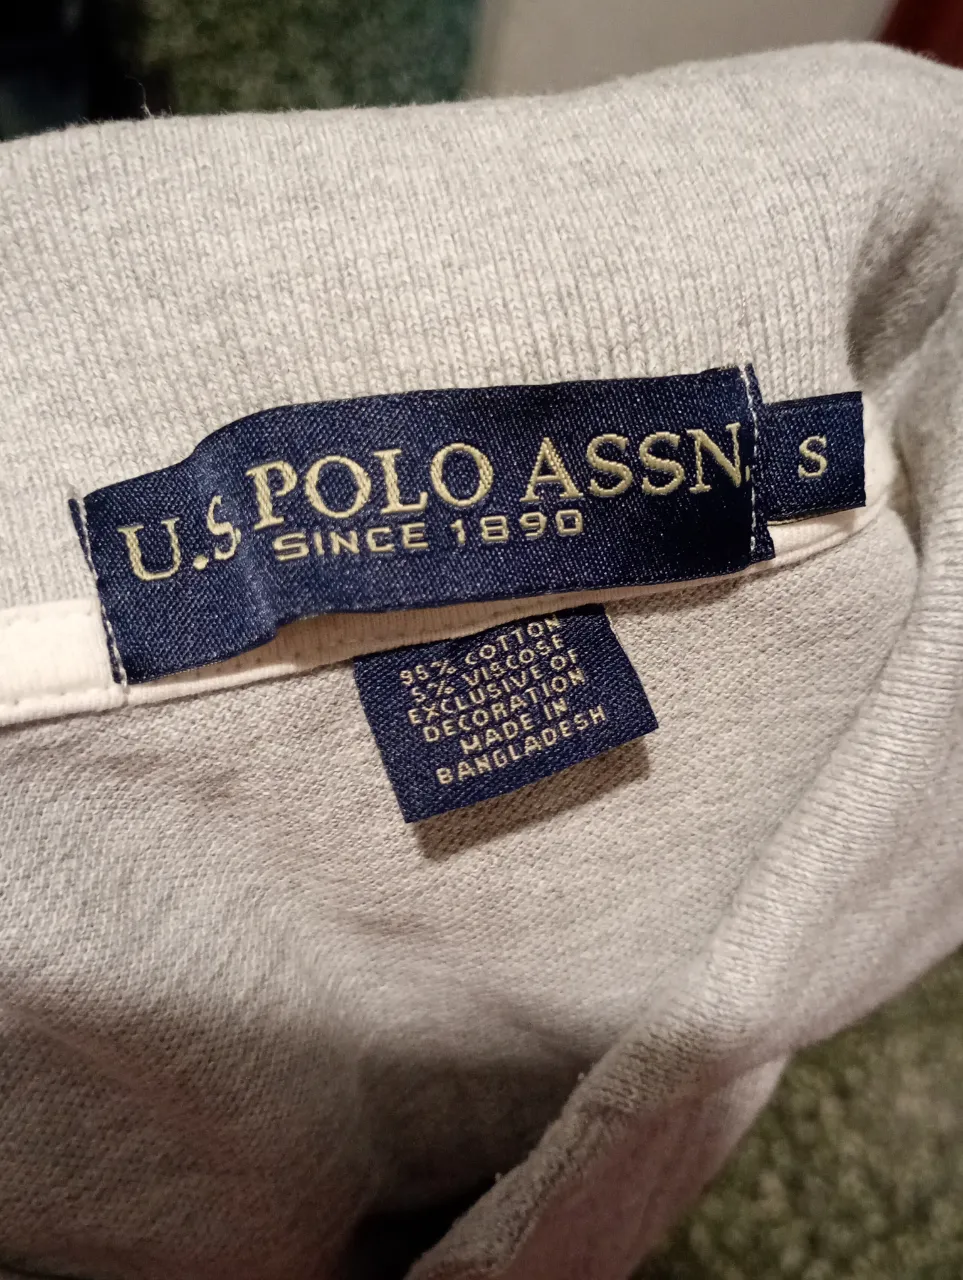 U.S POLO ASSN.
SINCE 1890
S
95% COTTON
5% VISCOSE
EXCLUSIVE OF
DECORATION
MADE IN
BANGLADESH